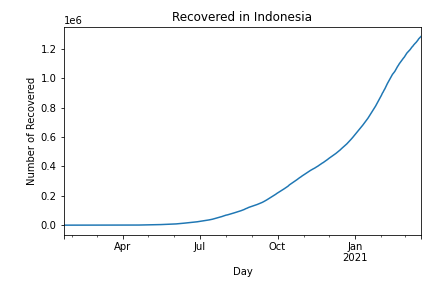 Recovered in Indonesia
1e6
Number of Recovered
1.2
1.0
0.8
0.6
0.4
0.2
0.0
Apr
Jul
Oct
Jan
2021
Day